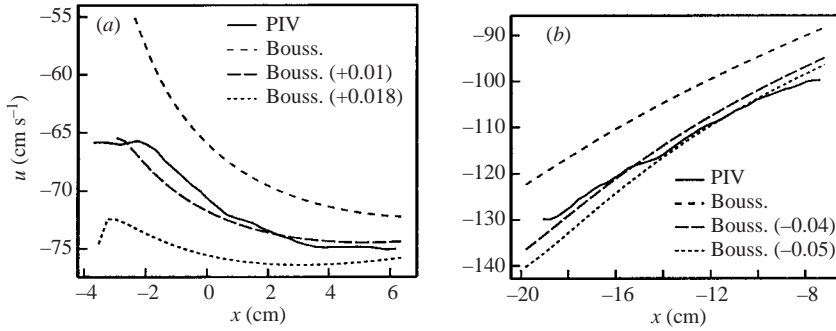 (a)
PIV
Bouss.
Bouss. (+0.01)
Bouss. (+0.018)
–55
–60
–65
–70
–75
u (cm s⁻¹)
–4 –2 0 2 4 6
x (cm)
(b)
–90
–100
–110
–120
–130
–140
PIV
Bouss.
Bouss. (–0.04)
Bouss. (–0.05)
–20 –16 –12 –8
x (cm)